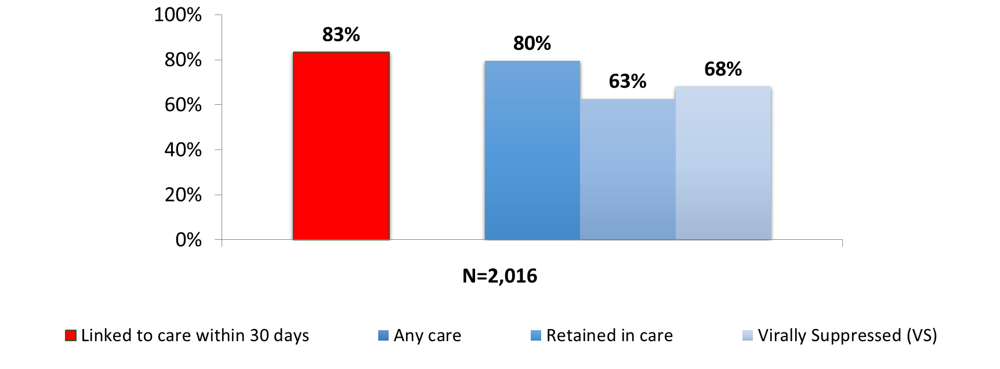 100%
80%
60%
40%
20%
0%
83%
80%
63%
68%
N=2,016
Linked to care within 30 days
Any care
Retained in care
Virally Suppressed (VS)